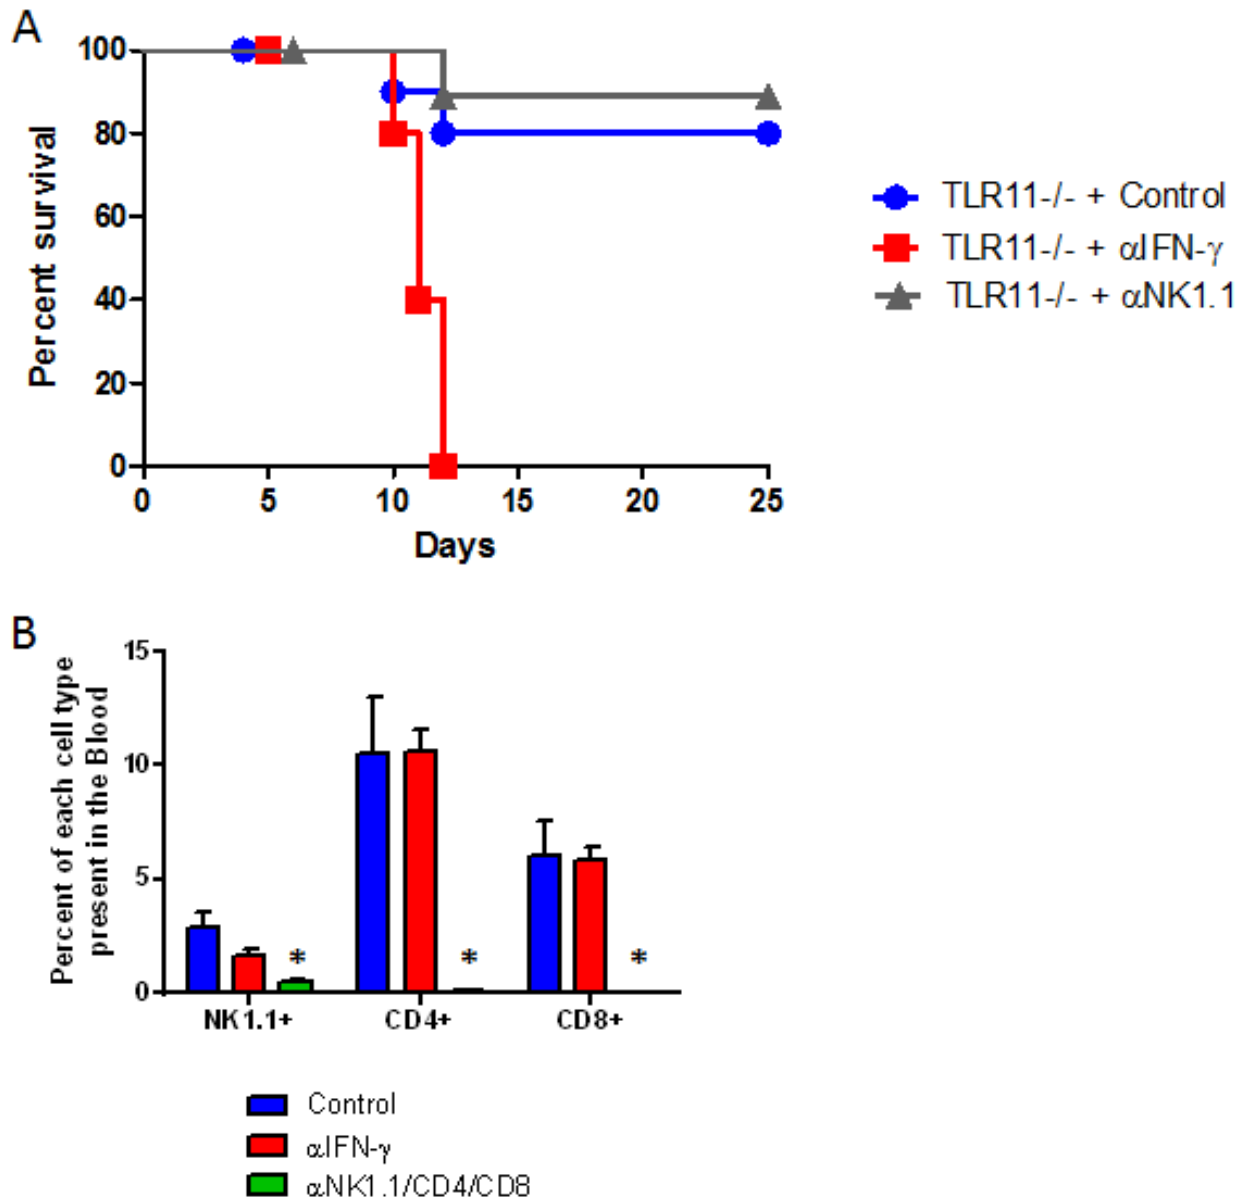 A
100
80
60
40
20
0
Percent survival
0 5 10 15 20 25
Days
TLR11-/- + Control
TLR11-/- + αIFN-γ
TLR11-/- + αNK1.1
B
15
10
5
0
Percent of each cell type
present in the Blood
* * *
NK1.1+ CD4+ CD8+
Control
αIFN-γ
αNK1.1/CD4/CD8